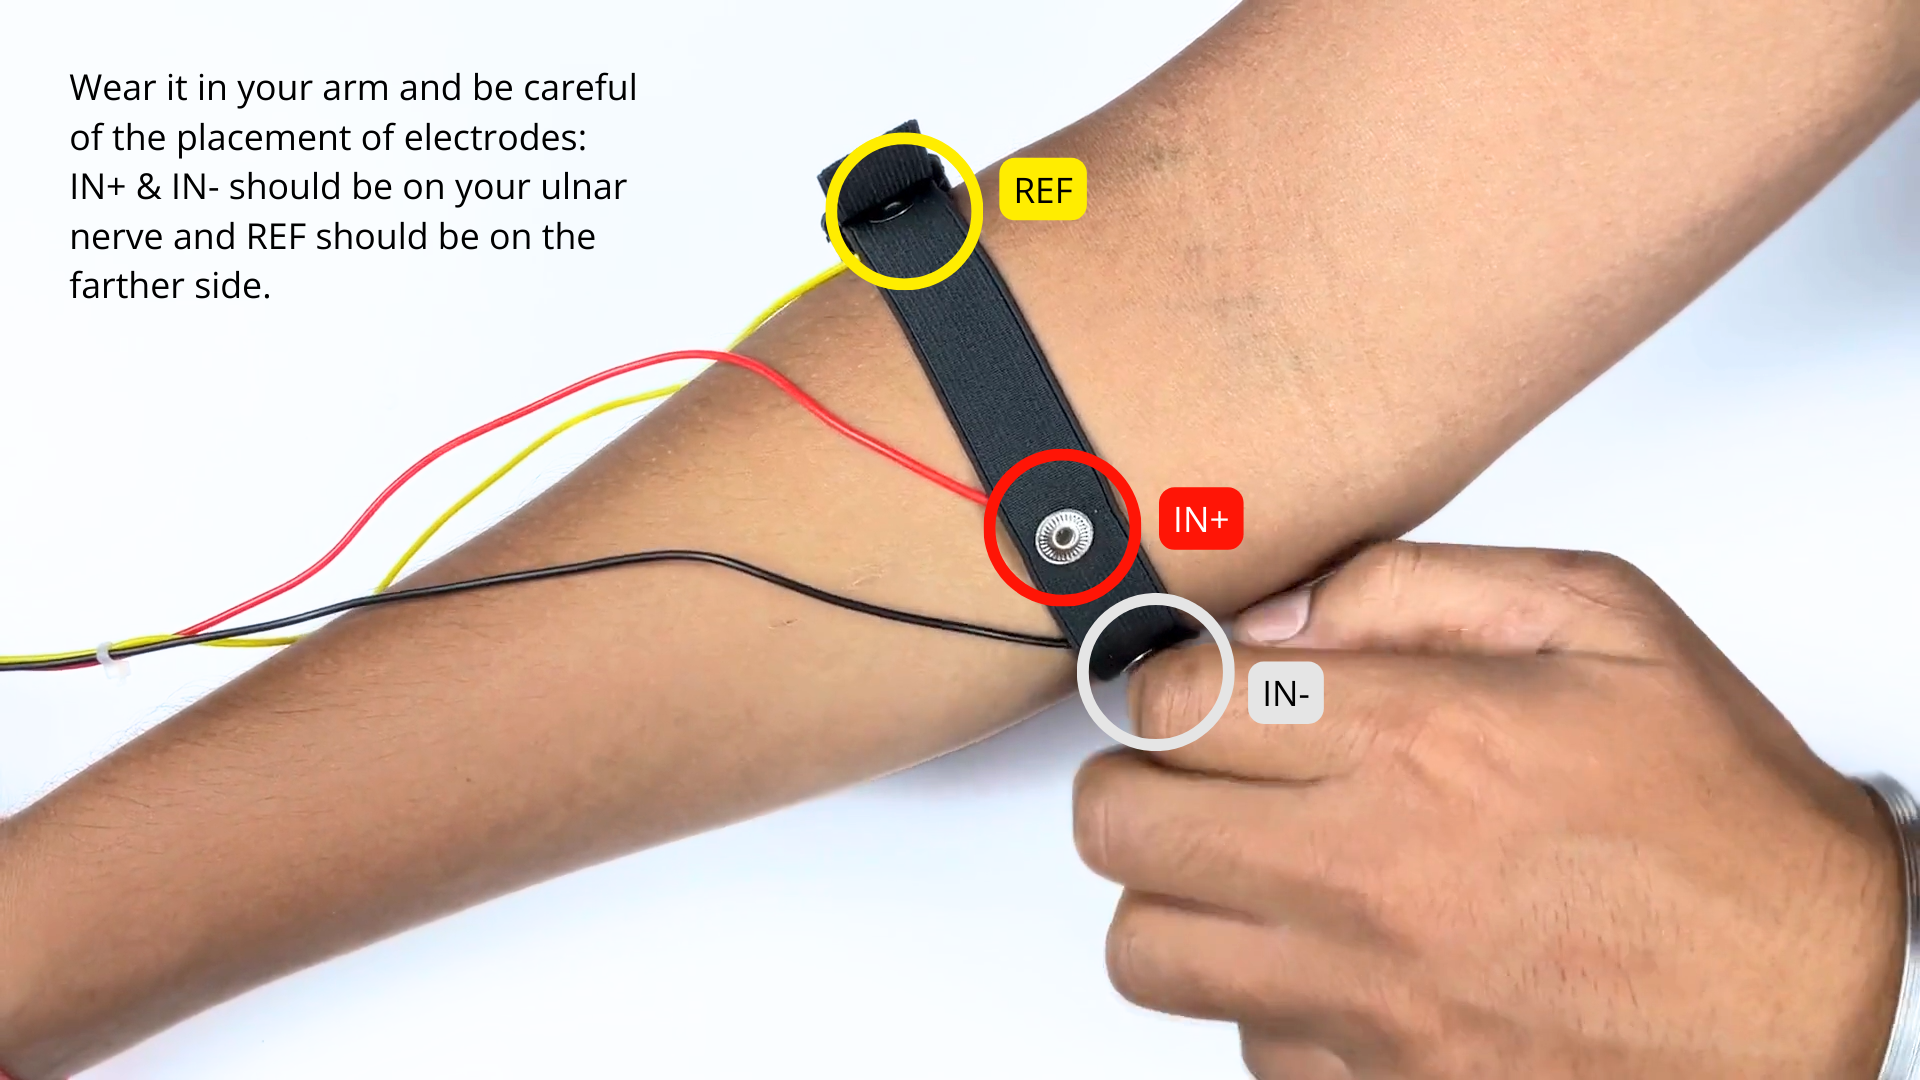 Wear it in your arm and be careful
of the placement of electrodes:
IN+ & IN- should be on your ulnar
nerve and REF should be on the
farther side.
REF
IN+
IN-